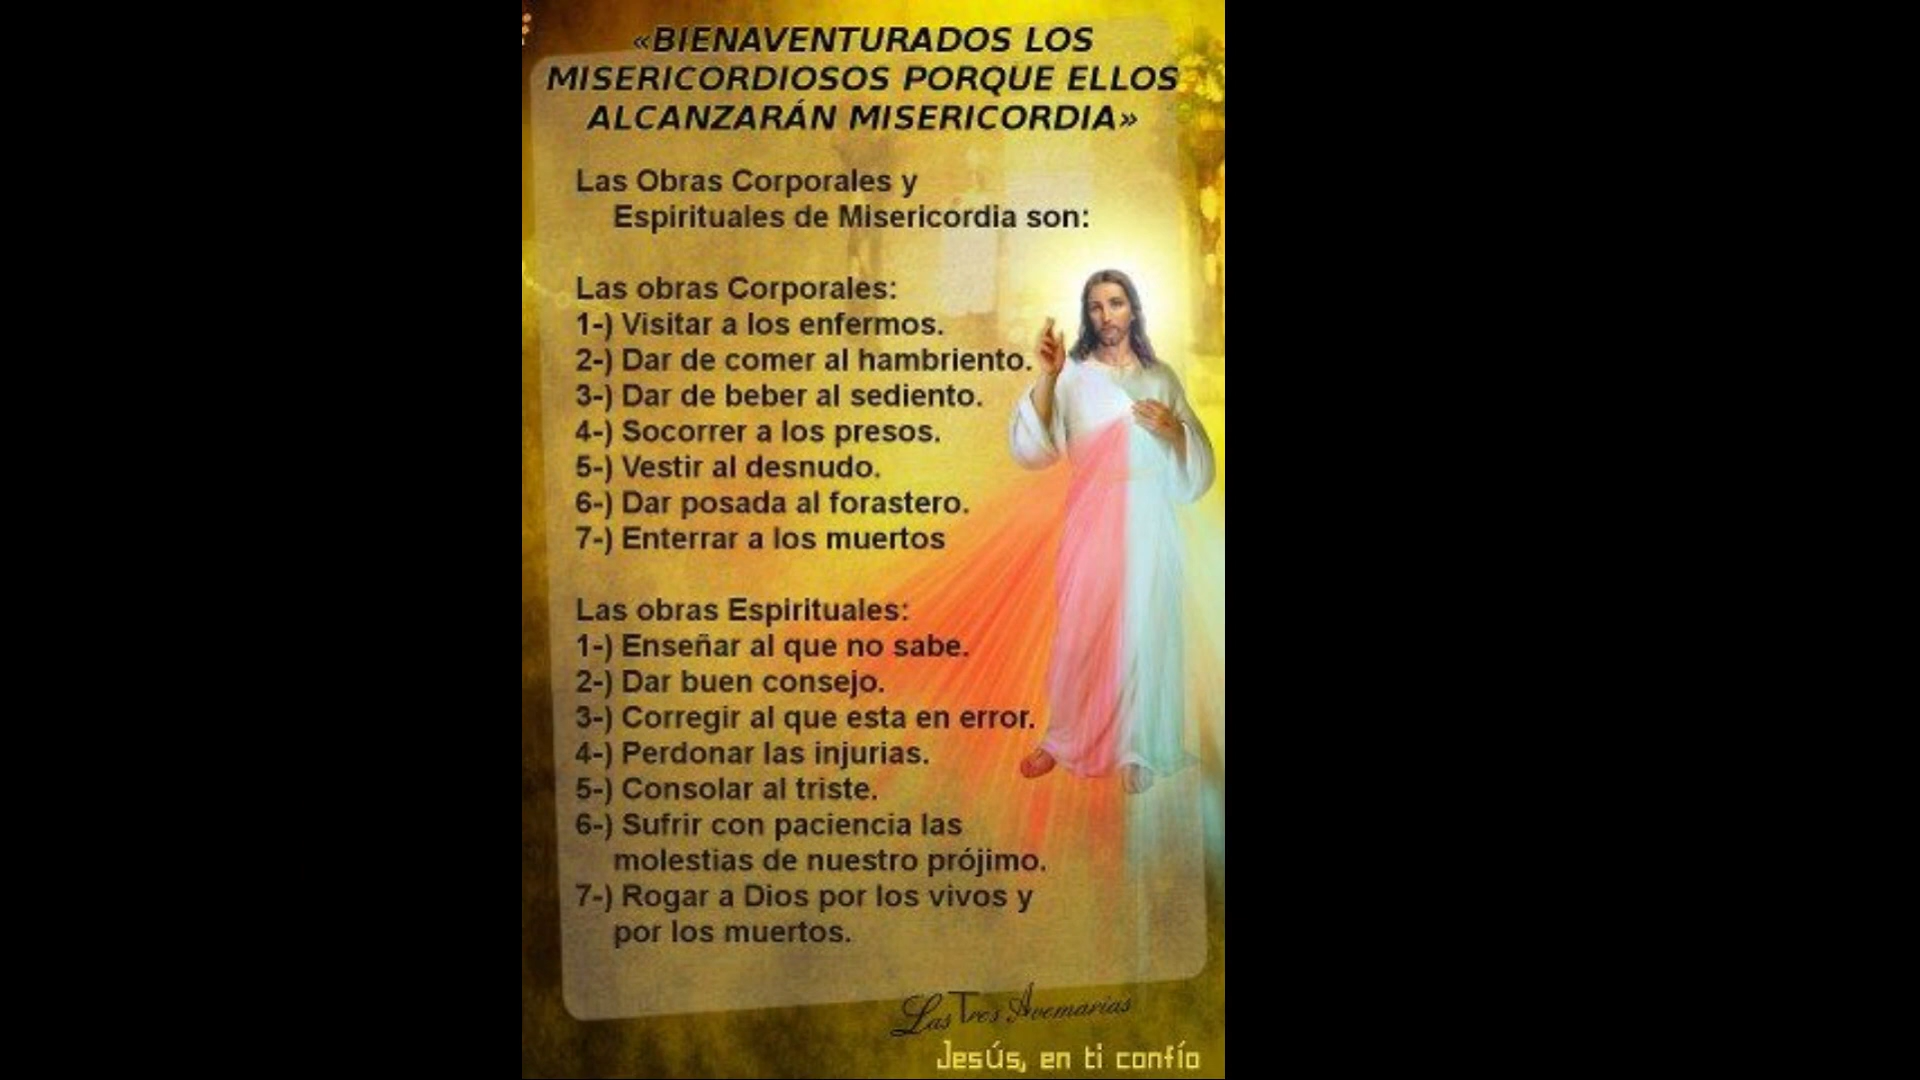 «BIENAVENTURADOS LOS
MISERICORDIOSOS PORQUE ELLOS
ALCANZARÁN MISERICORDIA»
Las Obras Corporales y
Espirituales de Misericordia son:
Las obras Corporales:
1-) Visitar a los enfermos.
2-) Dar de comer al hambriento.
3-) Dar de beber al sediento.
4-) Socorrer a los presos.
5-) Vestir al desnudo.
6-) Dar posada al forastero.
7-) Enterrar a los muertos
Las obras Espirituales:
1-) Enseñar al que no sabe.
2-) Dar buen consejo.
3-) Corregir al que esta en error.
4-) Perdonar las injurias.
5-) Consolar al triste.
6-) Sufrir con paciencia las
molestias de nuestro prójimo.
7-) Rogar a Dios por los vivos y
por los muertos.
Las Tres Avemarias
Jesús, en ti confío